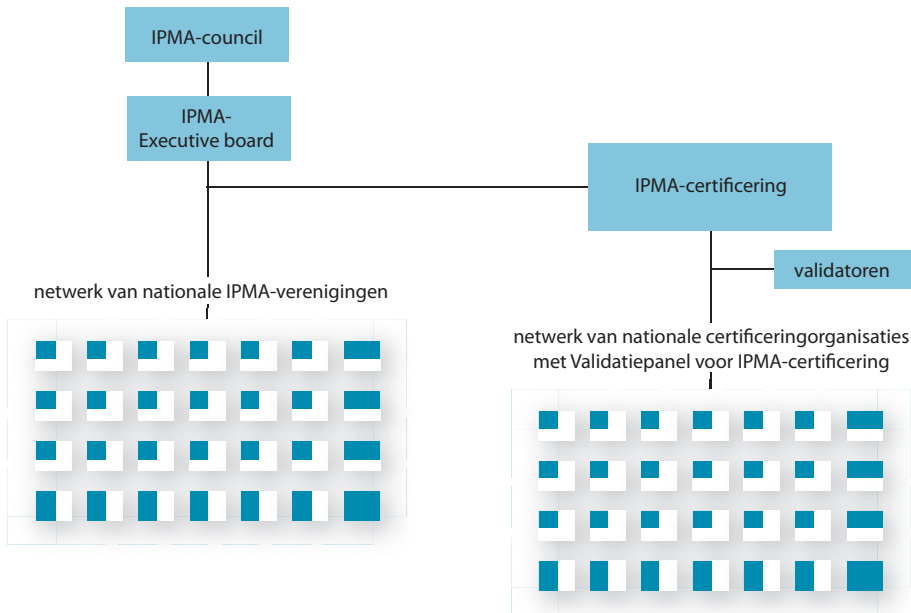 IPMA-council
IPMA-
Executive board
IPMA-certificering
validatoren
netwerk van nationale IPMA-verenigingen
netwerk van nationale certificeringorganisaties
met Validatiepanel voor IPMA-certificering